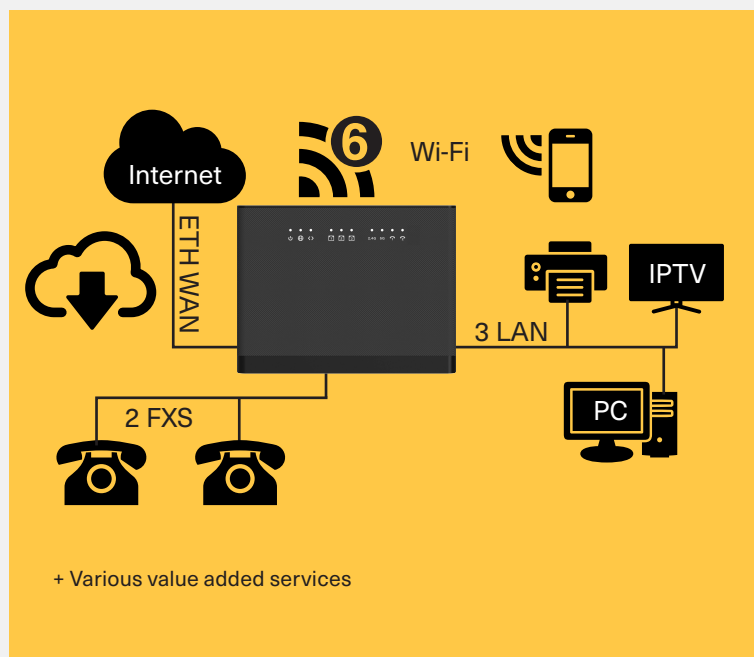 Internet
6
Wi-Fi
ETH WAN
IPTV
3 LAN
2 FXS
PC
+ Various value added services